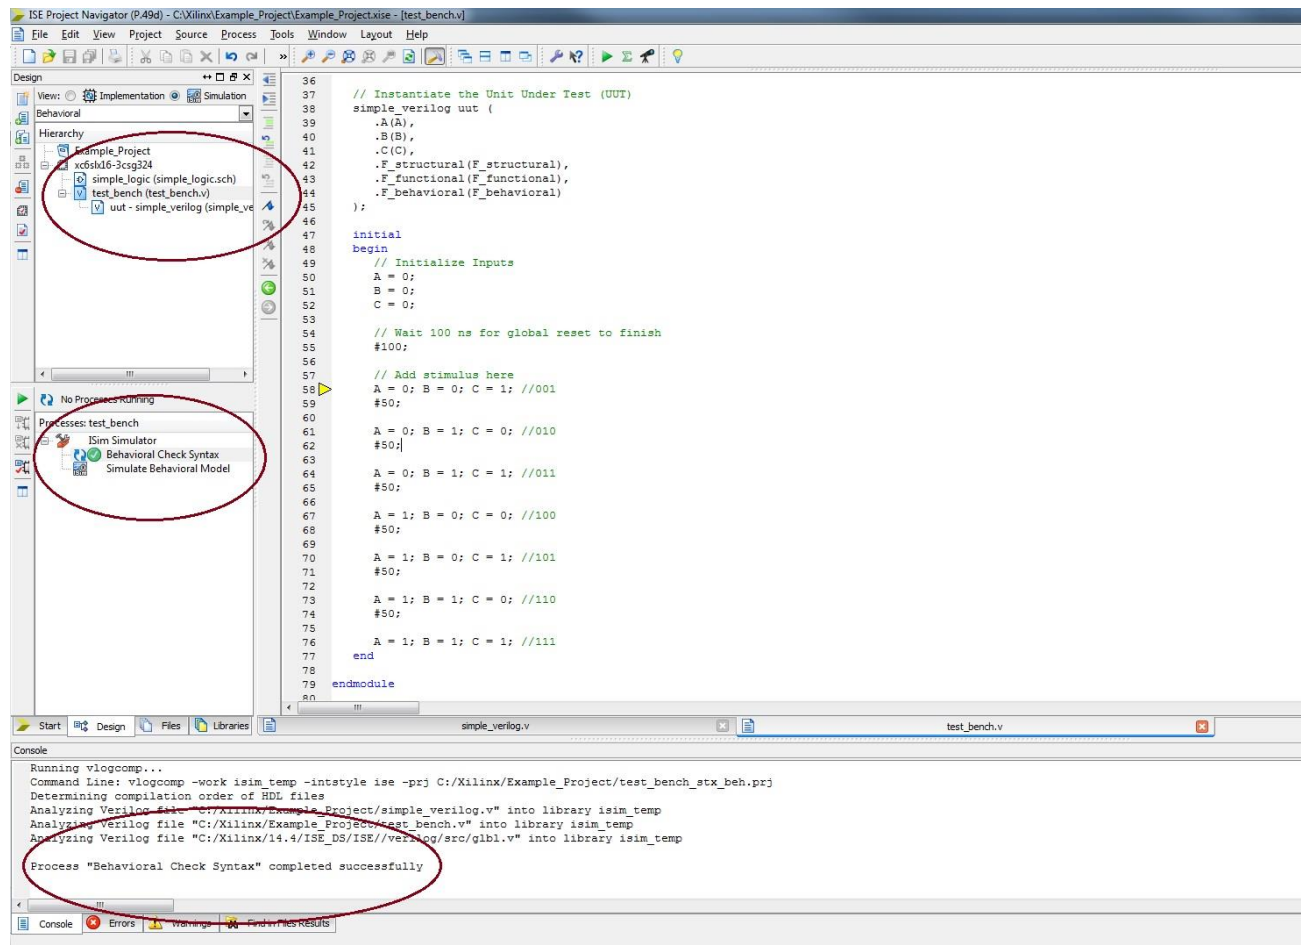 ISE Project Navigator (P.49d) - C:\Xilinx\Example_Project\Example_Project.xise - [test_bench.v]
File Edit View Project Source Process Tools Window Layout Help
Design
View: Implementation Simulation
Behavioral
Hierarchy
Example_Project
xc6slx16-3csg324
simple_logic (simple_logic.sch)
test_bench (test_bench.v)
uut - simple_verilog (simple_ve
No Processes Running
Processes: test_bench
ISim Simulator
Behavioral Check Syntax
Simulate Behavioral Model
36
37 // Instantiate the Unit Under Test (UUT)
38 simple_verilog uut (
39 .A(A),
40 .B(B),
41 .C(C),
42 .F_structural(F_structural),
43 .F_functional(F_functional),
44 .F_behavioral(F_behavioral)
45 );
46
47 initial
48 begin
49 // Initialize Inputs
50 A = 0;
51 B = 0;
52 C = 0;
53
54 // Wait 100 ns for global reset to finish
55 #100;
56
57 // Add stimulus here
58 A = 0; B = 0; C = 1; //001
59 #50;
60
61 A = 0; B = 1; C = 0; //010
62 #50;
63
64 A = 0; B = 1; C = 1; //011
65 #50;
66
67 A = 1; B = 0; C = 0; //100
68 #50;
69
70 A = 1; B = 0; C = 1; //101
71 #50;
72
73 A = 1; B = 1; C = 0; //110
74 #50;
75
76 A = 1; B = 1; C = 1; //111
77 end
78
79 endmodule
80
Start Design Files Libraries
simple_verilog.v test_bench.v
Console
Running vlogcomp...
Command Line: vlogcomp -work isim_temp -intstyle ise -prj C:/Xilinx/Example_Project/test_bench_stx_beh.prj
Determining compilation order of HDL files
Analyzing Verilog file "C:/Xilinx/Example_Project/simple_verilog.v" into library isim_temp
Analyzing Verilog file "C:/Xilinx/Example_Project/test_bench.v" into library isim_temp
Analyzing Verilog file "C:/Xilinx/14.4/ISE_DS/ISE//verilog/src/glbl.v" into library isim_temp
Process "Behavioral Check Syntax" completed successfully
Console Errors Warnings Find in Files Results